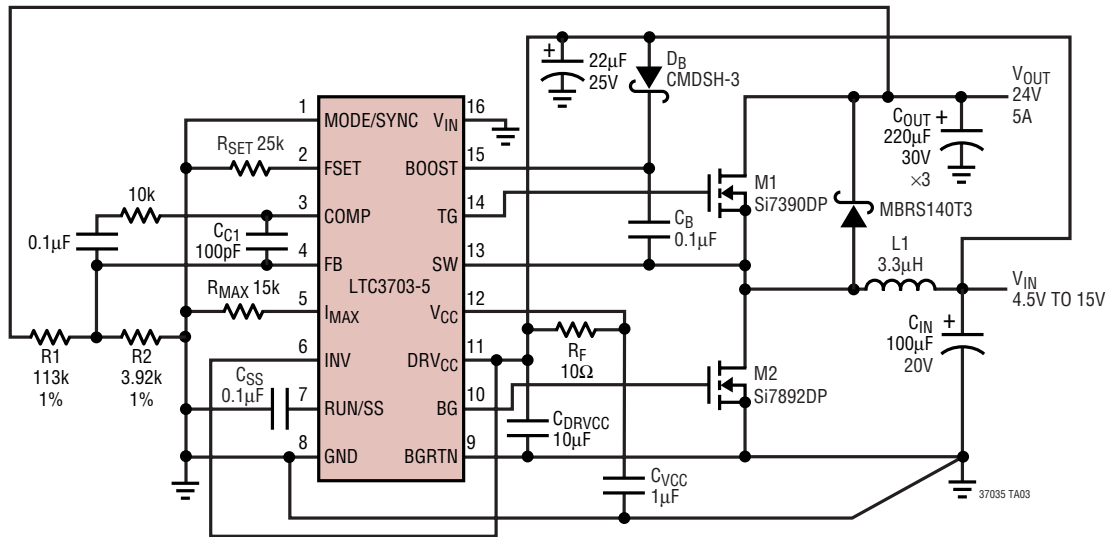 +
22µF
25V
D_B
CMDSH-3
V_OUT
24V
5A
C_OUT +
220µF
30V
×3
1
MODE/SYNC
V_IN
16
R_SET 25k
2
FSET
BOOST
15
10k
3
COMP
TG
14
M1
Si7390DP
MBRS140T3
0.1µF
C_C1
100pF
4
FB
SW
13
C_B
0.1µF
L1
3.3µH
LTC3703-5
R_MAX 15k
5
I_MAX
V_CC
12
V_IN
4.5V TO 15V
R1
113k
1%
R2
3.92k
1%
6
INV
DRV_CC
11
R_F
10Ω
C_IN
100µF
20V
+
C_SS
0.1µF
7
RUN/SS
BG
10
M2
Si7892DP
C_DRVCC
10µF
8
GND
BGRTN
9
C_VCC
1µF
37035 TA03